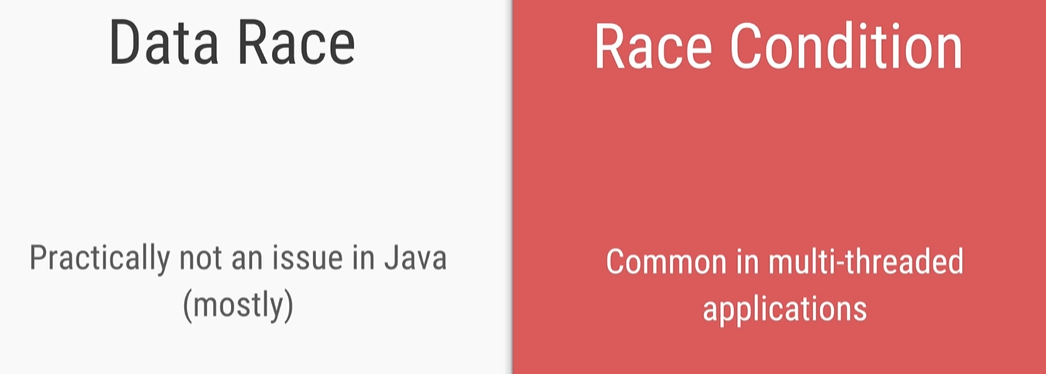 Data Race
Practically not an issue in Java
(mostly)
Race Condition
Common in multi-threaded
applications